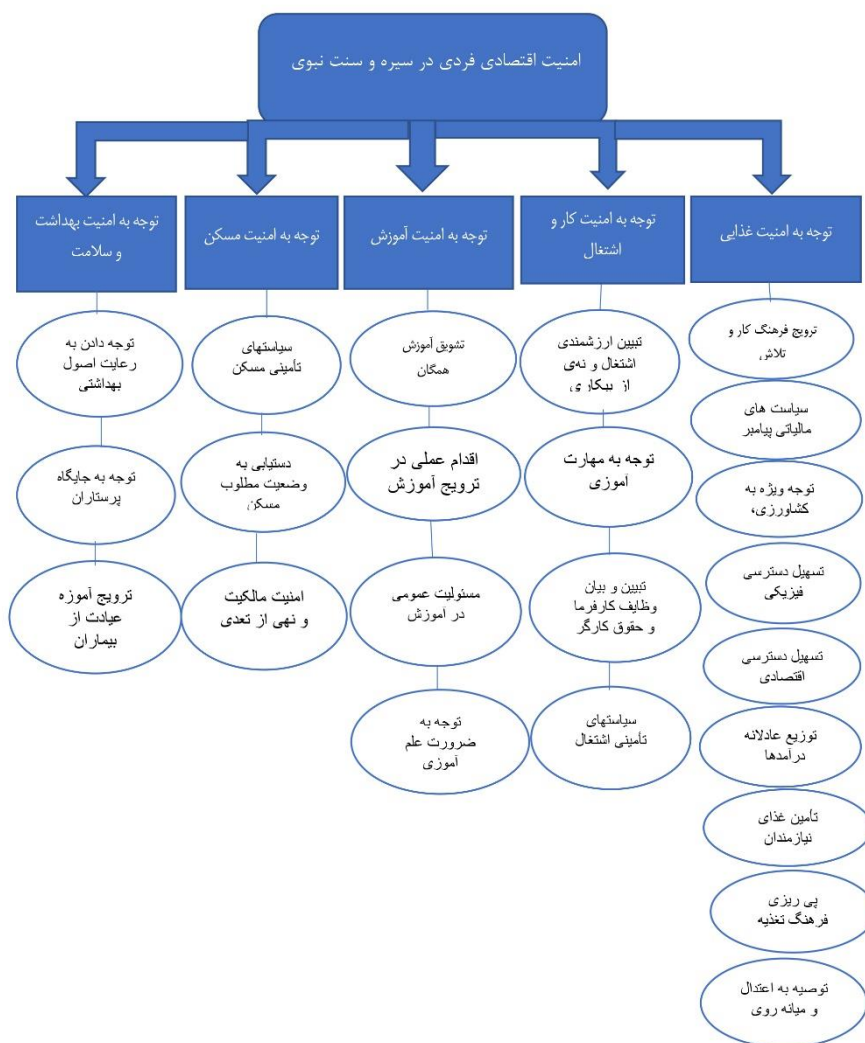 امنیت اقتصادی فردی در سیره و سنت نبوی
توجه به امنیت غذایی
ترویج فرهنگ کار و
تلاش
سیاست های
مالیاتی پیامبر
توجه ویژه به
کشاورزی،
تسهیل دسترسی
فیزیکی
تسهیل دسترسی
اقتصادی
توزیع عادلانه
درآمدها
تأمین غذای
نیازمندان
پی ریزی
فرهنگ تغذیه
توصیه به اعتدال
و میانه روی
توجه به امنیت کار و
اشتغال
تبیین ارزشمندی
اشتغال و نه‌ی
از بیکاری
توجه به مهارت
آموزی
تبیین و بیان
وظایف کارفرما
و حقوق کارگر
سیاستهای
تأمینی اشتغال
توجه به امنیت آموزش
تشویق آموزش
همگان
اقدام عملی در
ترویج آموزش
مسئولیت عمومی
در آموزش
توجه به
ضرورت علم
آموزی
توجه به امنیت مسکن
سیاستهای
تأمینی مسکن
دستیابی به
وضعیت مطلوب
مسکن
امنیت مالکیت
و نهی از تعدی
توجه به امنیت بهداشت
و سلامت
توجه دادن به
رعایت اصول
بهداشتی
توجه به جایگاه
پرستاران
ترویج آموزه
عیادت از
بیماران